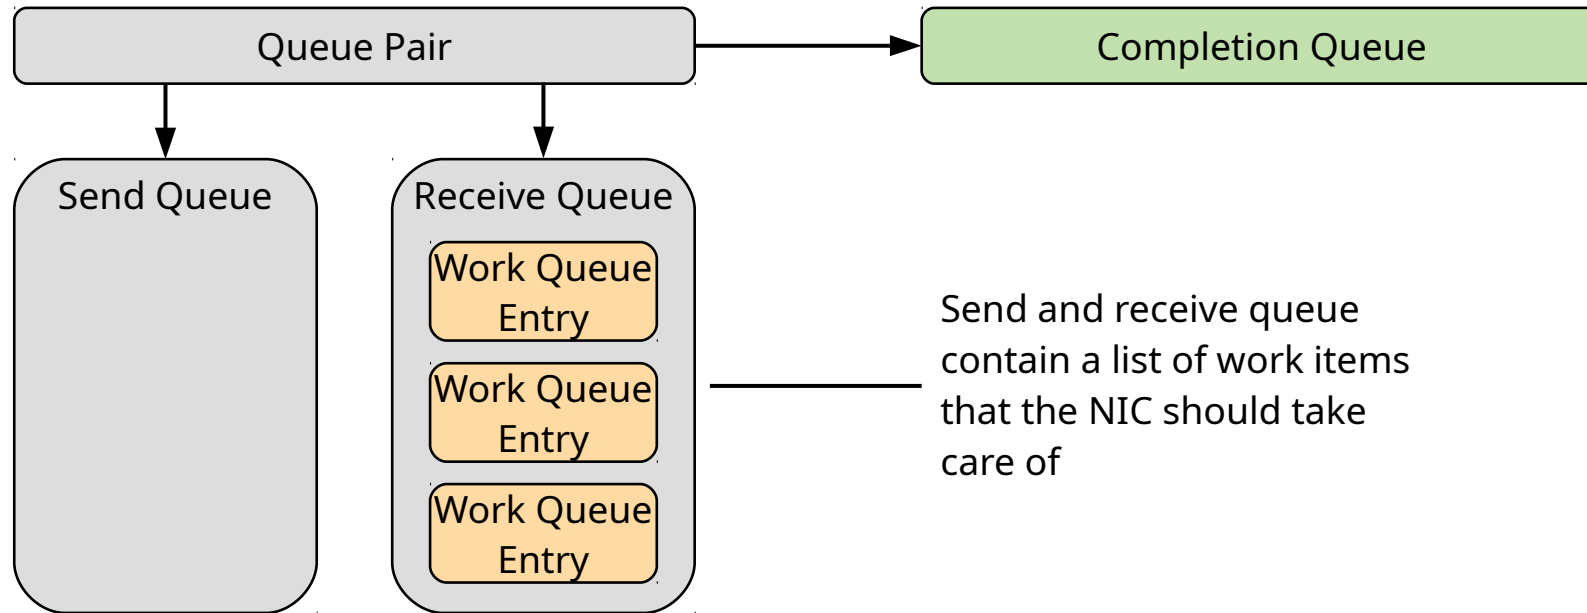 Queue Pair
Completion Queue
Send Queue
Receive Queue
Work Queue
Entry
Work Queue
Entry
Work Queue
Entry
Send and receive queue
contain a list of work items
that the NIC should take
care of